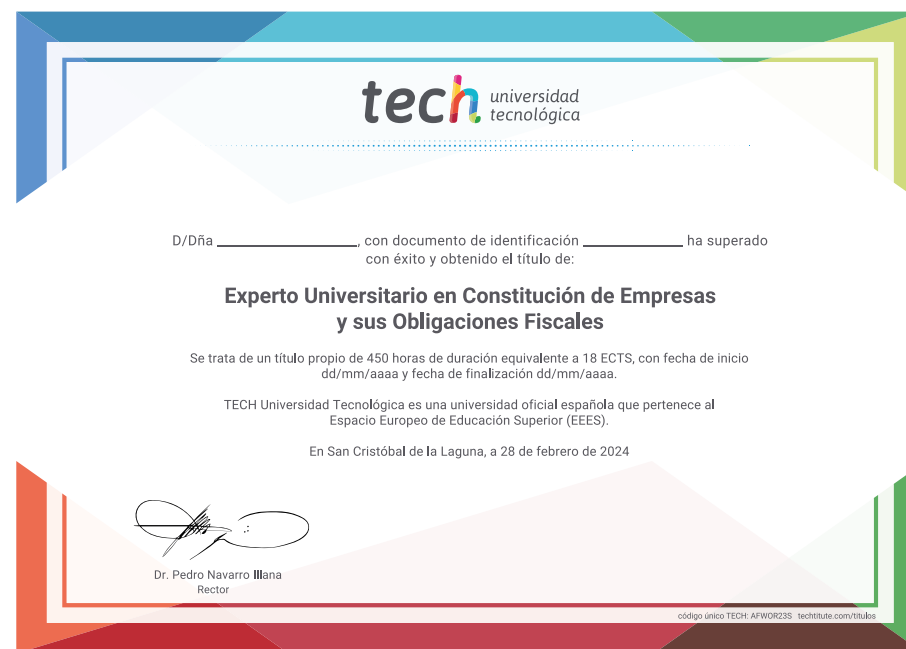 tech universidad
tecnológica
D/Dña ____________________, con documento de identificación ______________ ha superado
con éxito y obtenido el título de:
Experto Universitario en Constitución de Empresas
y sus Obligaciones Fiscales
Se trata de un título propio de 450 horas de duración equivalente a 18 ECTS, con fecha de inicio
dd/mm/aaaa y fecha de finalización dd/mm/aaaa.
TECH Universidad Tecnológica es una universidad oficial española que pertenece al
Espacio Europeo de Educación Superior (EEES).
En San Cristóbal de la Laguna, a 28 de febrero de 2024
Dr. Pedro Navarro Illana
Rector
código único TECH: AFWOR23S techtitute.com/titulos